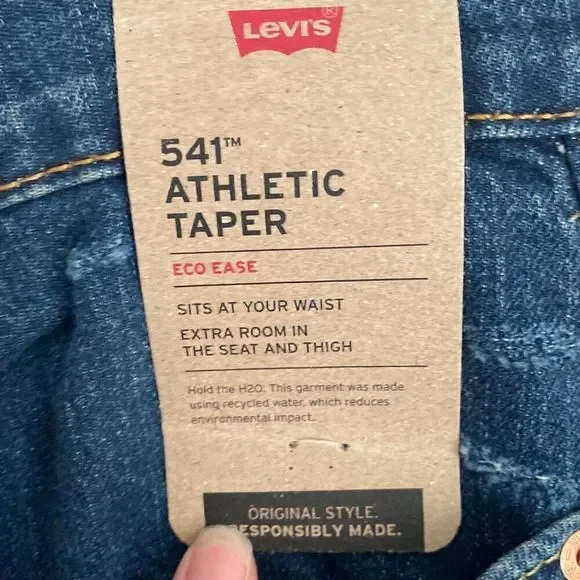 Levi's ®
541™
ATHLETIC
TAPER
ECO EASE
SITS AT YOUR WAIST
EXTRA ROOM IN
THE SEAT AND THIGH
Hold the H2O: This garment was made
using recycled water, which reduces
environmental impact.
ORIGINAL STYLE.
RESPONSIBLY MADE.